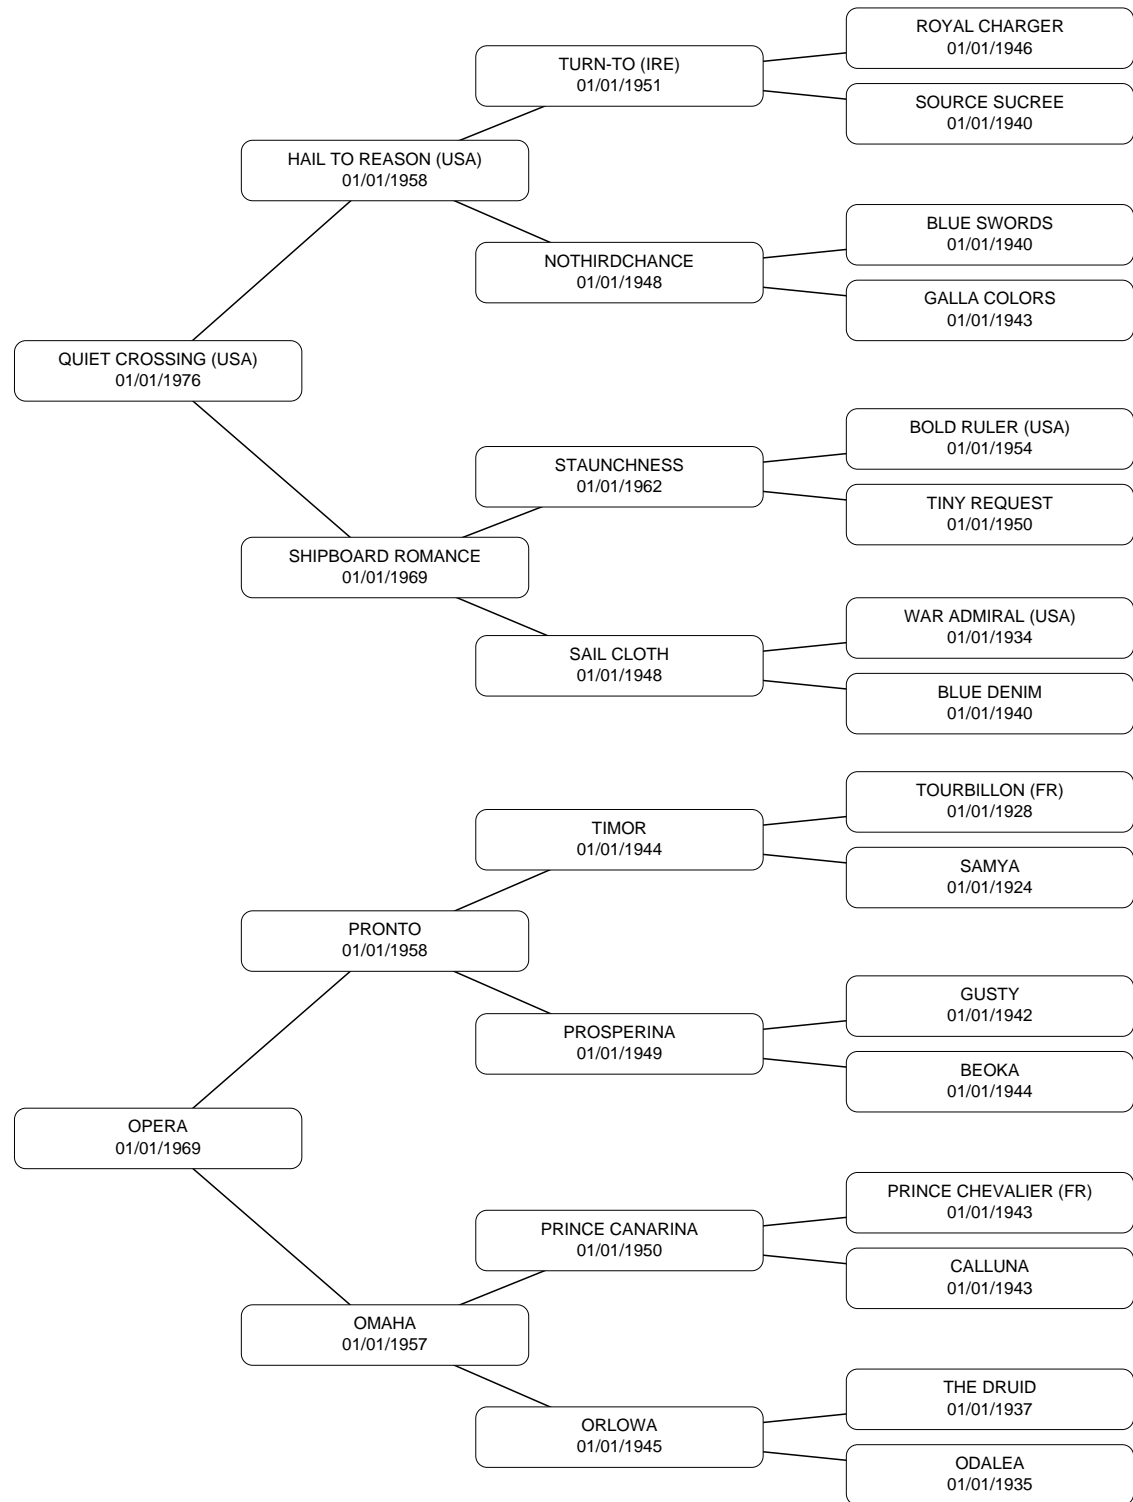 ROYAL CHARGER
01/01/1946
TURN-TO (IRE)
01/01/1951
SOURCE SUCREE
01/01/1940
HAIL TO REASON (USA)
01/01/1958
BLUE SWORDS
01/01/1940
NOTHIRDCHANCE
01/01/1948
GALLA COLORS
01/01/1943
QUIET CROSSING (USA)
01/01/1976
BOLD RULER (USA)
01/01/1954
STAUNCHNESS
01/01/1962
TINY REQUEST
01/01/1950
SHIPBOARD ROMANCE
01/01/1969
WAR ADMIRAL (USA)
01/01/1934
SAIL CLOTH
01/01/1948
BLUE DENIM
01/01/1940
TOURBILLON (FR)
01/01/1928
TIMOR
01/01/1944
SAMYA
01/01/1924
PRONTO
01/01/1958
GUSTY
01/01/1942
PROSPERINA
01/01/1949
BEOKA
01/01/1944
OPERA
01/01/1969
PRINCE CHEVALIER (FR)
01/01/1943
PRINCE CANARINA
01/01/1950
CALLUNA
01/01/1943
OMAHA
01/01/1957
THE DRUID
01/01/1937
ORLOWA
01/01/1945
ODALEA
01/01/1935